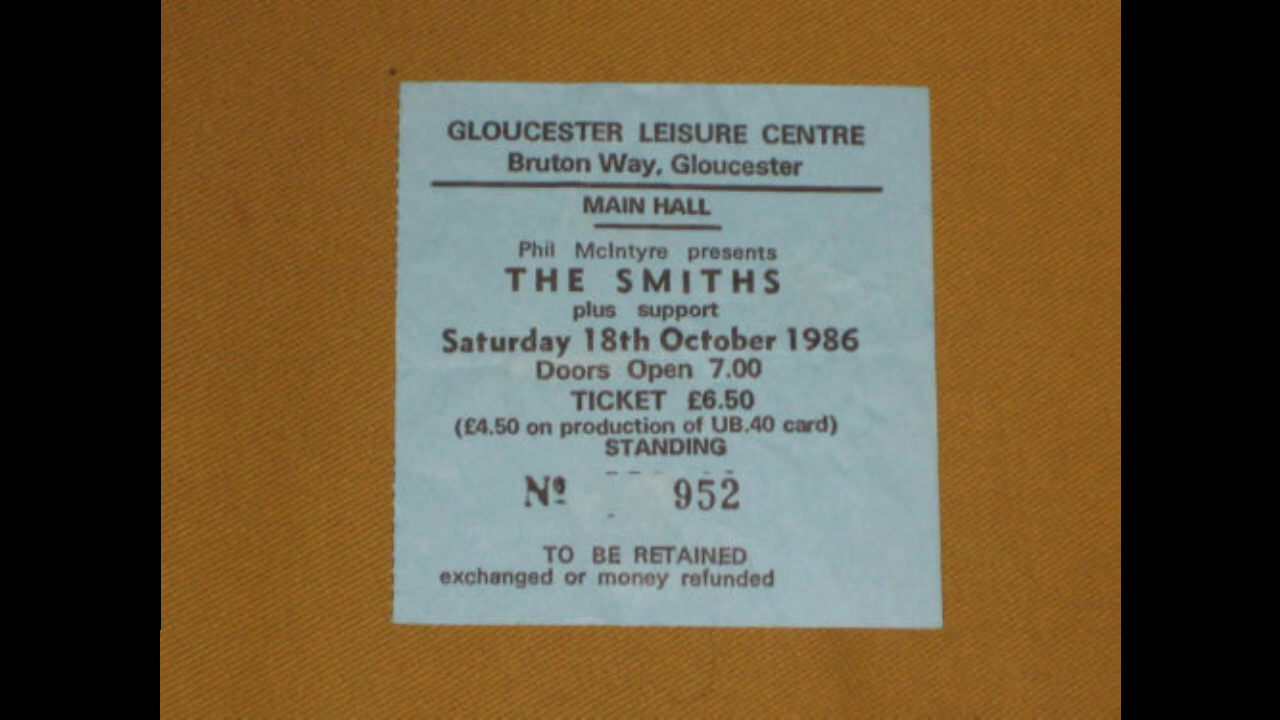 GLOUCESTER LEISURE CENTRE
Bruton Way, Gloucester
MAIN HALL
Phil McIntyre presents
THE SMITHS
plus support
Saturday 18th October 1986
Doors Open 7.00
TICKET £6.50
(£4.50 on production of UB.40 card)
STANDING
Nº 952
TO BE RETAINED
exchanged or money refunded